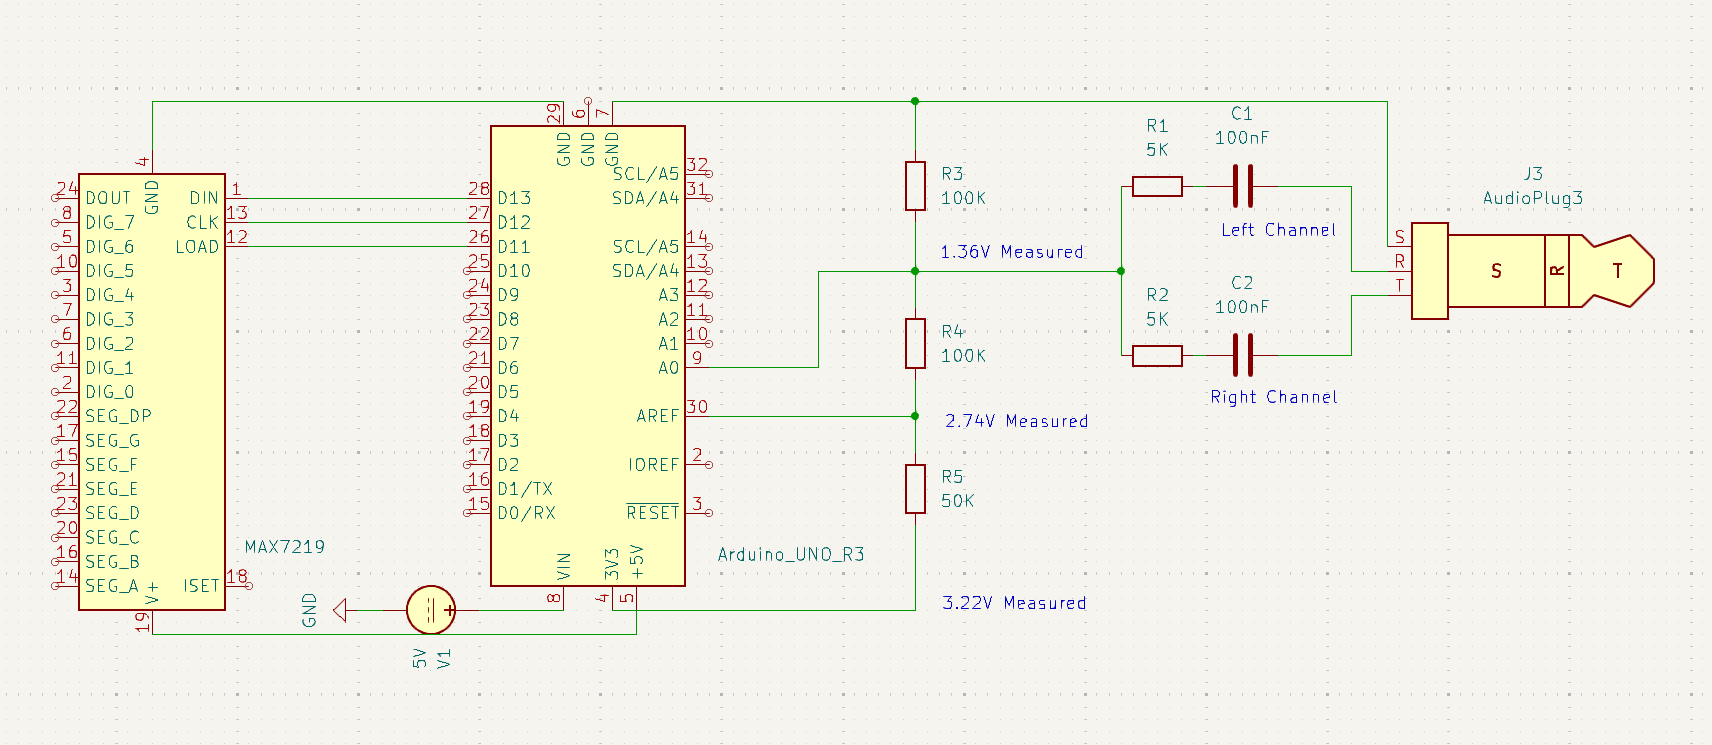 29
6
7
GND
GND
GND
4
GND
24
DOUT
8
DIG_7
5
DIG_6
10
DIG_5
3
DIG_4
7
DIG_3
6
DIG_2
11
DIG_1
2
DIG_0
22
SEG_DP
17
SEG_G
15
SEG_F
21
SEG_E
23
SEG_D
20
SEG_C
16
SEG_B
14
SEG_A
DIN
1
CLK
13
LOAD
12
ISET
18
V+
19
MAX7219
28
D13
27
D12
26
D11
25
D10
24
D9
23
D8
22
D7
21
D6
20
D5
19
D4
18
D3
17
D2
16
D1/TX
15
D0/RX
SCL/A5
32
SDA/A4
31
SCL/A5
14
SDA/A4
13
A3
12
A2
11
A1
10
A0
9
AREF
30
IOREF
2
RESET
3
VIN
3V3
+5V
8
4
5
Arduino_UNO_R3
GND
5V
V1
R3
100K
1.36V Measured
R4
100K
2.74V Measured
R5
50K
3.22V Measured
R1
5K
C1
100nF
Left Channel
R2
5K
C2
100nF
Right Channel
J3
AudioPlug3
S
R
T
S
R
T